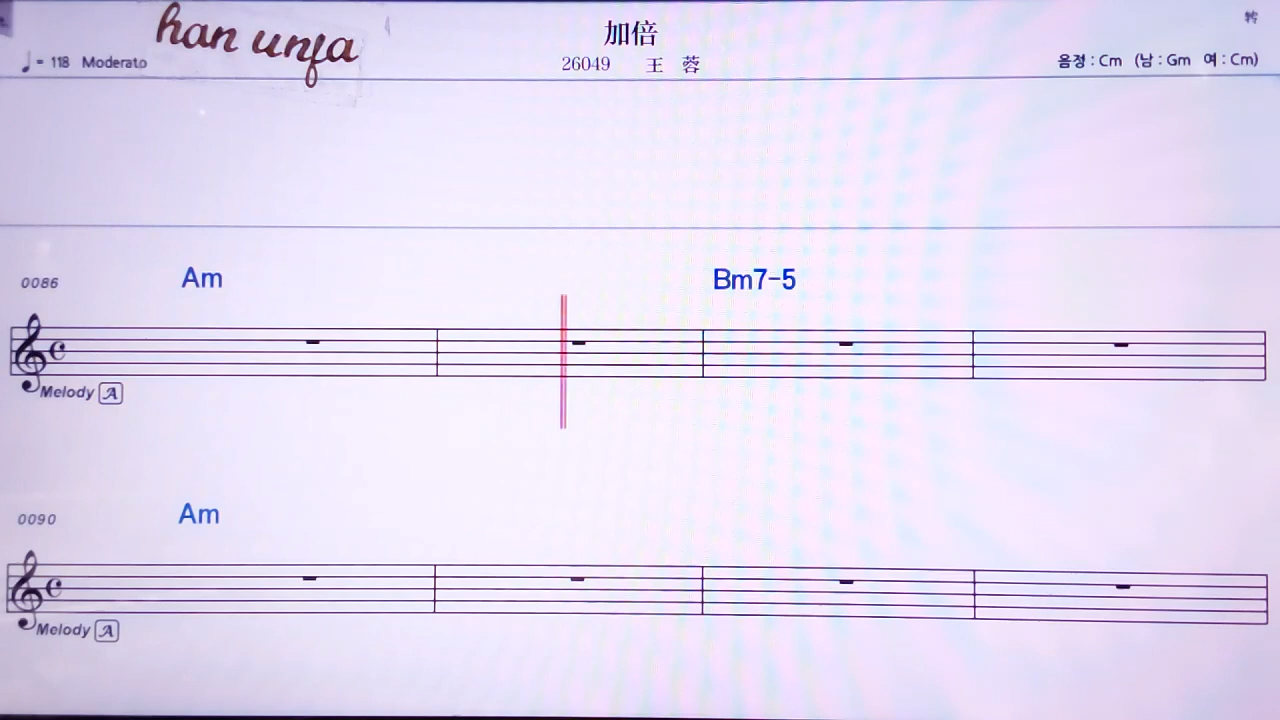 han unfa
加倍
♩= 118 Moderato
26049 王 蓉
음정 : Cm (남 : Gm 여 : Cm)
0086 Am Bm7-5
Melody A
0090 Am
Melody A